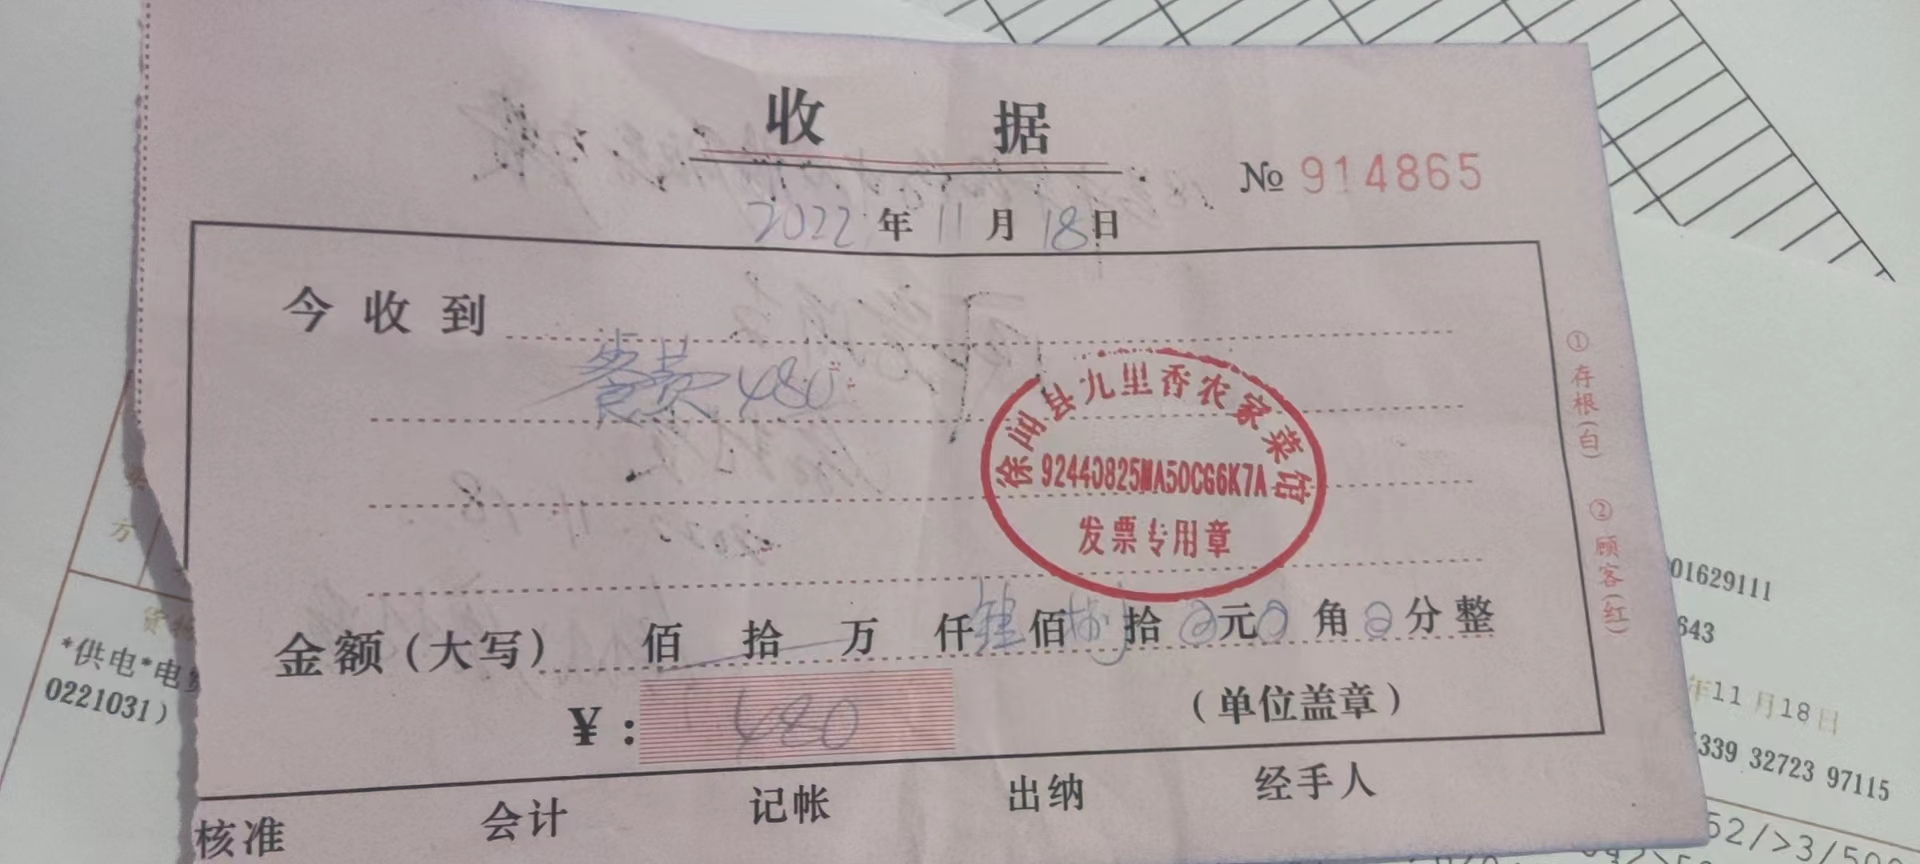 收 据
№ 914865
2022 年 11 月 18 日
今收到
餐费 480
徐闻县九里香农家菜馆
92440825MA50CG6K7A
发票专用章
金额(大写) 佰 拾 万 仟 肆 佰 捌 拾 0 元 0 角 0 分 整
¥: 480
(单位盖章)
核准 会计 记帐 出纳 经手人
①存根(白) ②顾客(红)
方
*供电*电
0221031)
01629111
643
年11月18日
339 32723 97115
52/>3/500